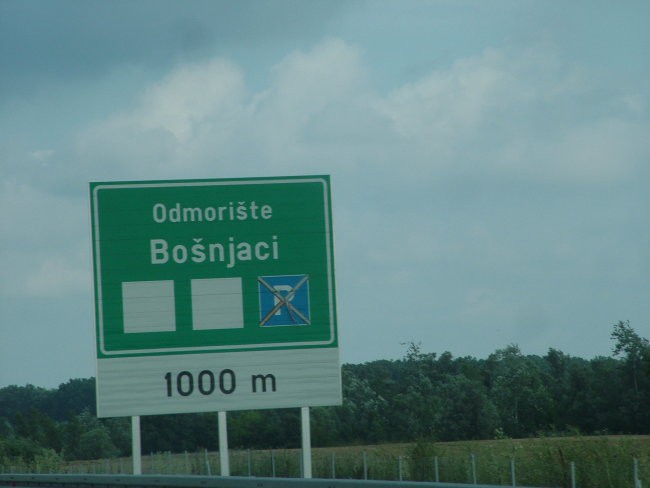 Odmorište
Bošnjaci
P
1000 m